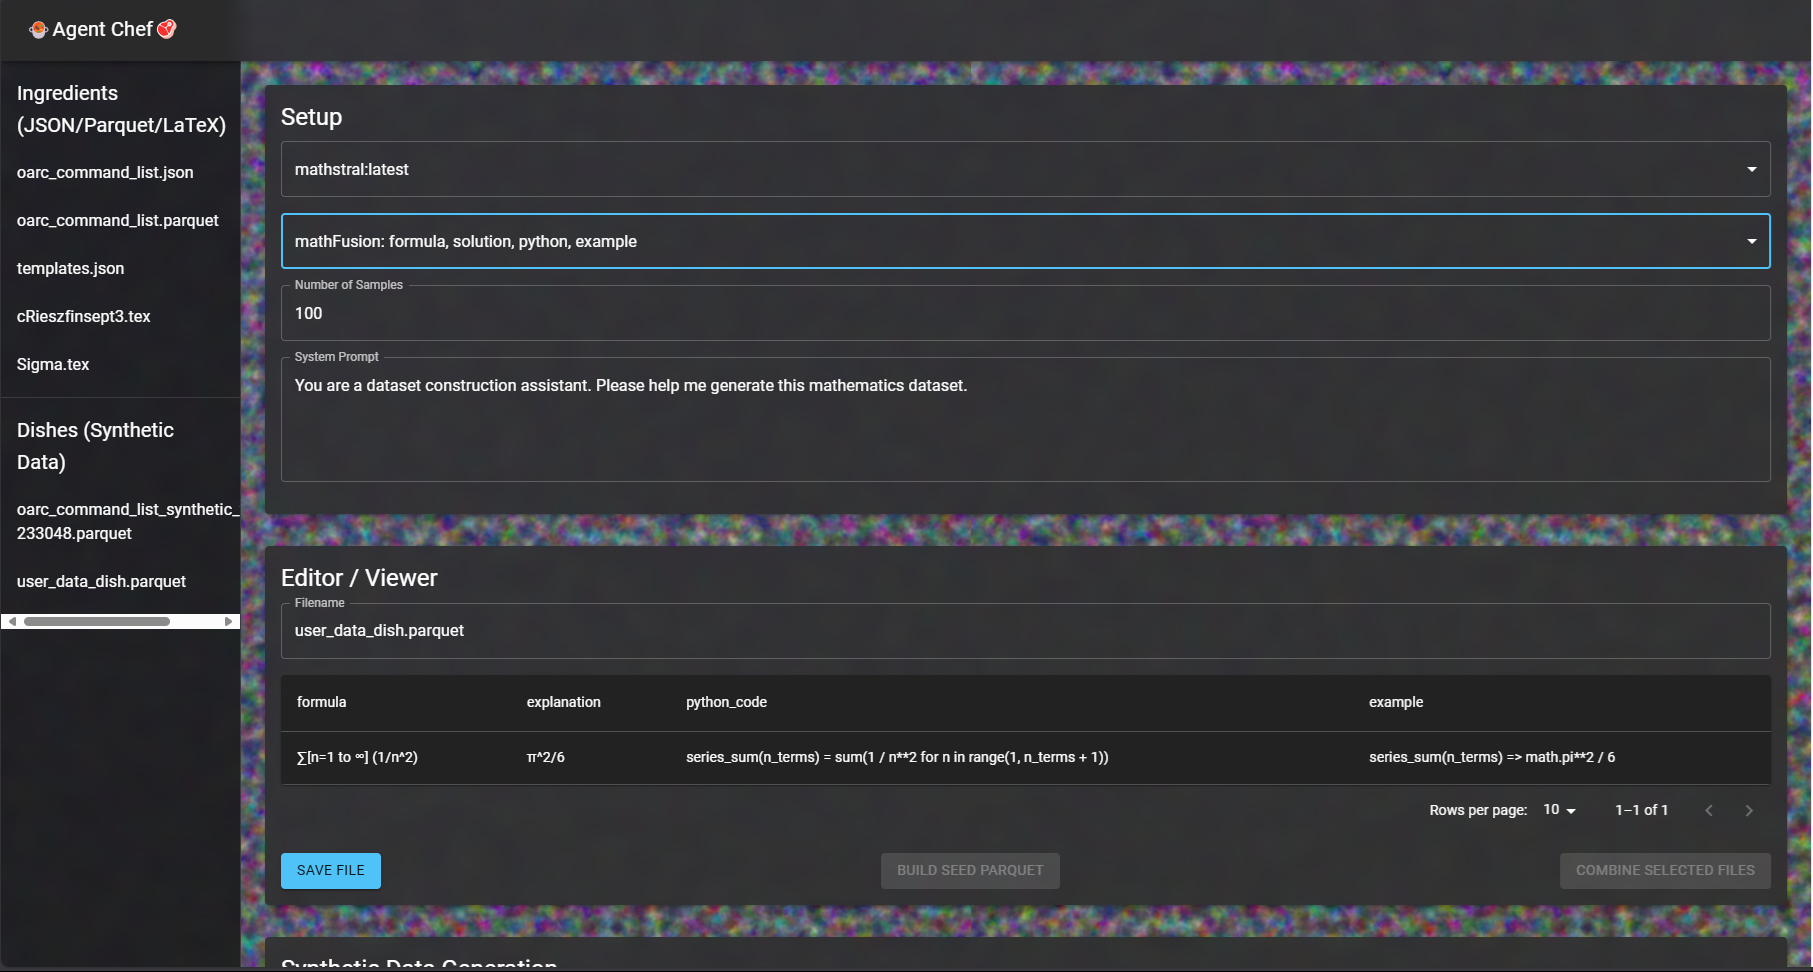 Agent Chef
Ingredients
(JSON/Parquet/LaTeX)
oarc_command_list.json
oarc_command_list.parquet
templates.json
cRieszfinsept3.tex
Sigma.tex
Dishes (Synthetic
Data)
oarc_command_list_synthetic_
233048.parquet
user_data_dish.parquet
Setup
mathstral:latest
mathFusion: formula, solution, python, example
Number of Samples
100
System Prompt
You are a dataset construction assistant. Please help me generate this mathematics dataset.
Editor / Viewer
Filename
user_data_dish.parquet
formula explanation python_code example
∑[n=1 to ∞] (1/n^2) π^2/6 series_sum(n_terms) = sum(1 / n**2 for n in range(1, n_terms + 1)) series_sum(n_terms) => math.pi**2 / 6
Rows per page: 10 1–1 of 1
SAVE FILE BUILD SEED PARQUET COMBINE SELECTED FILES
Synthetic Data Generation